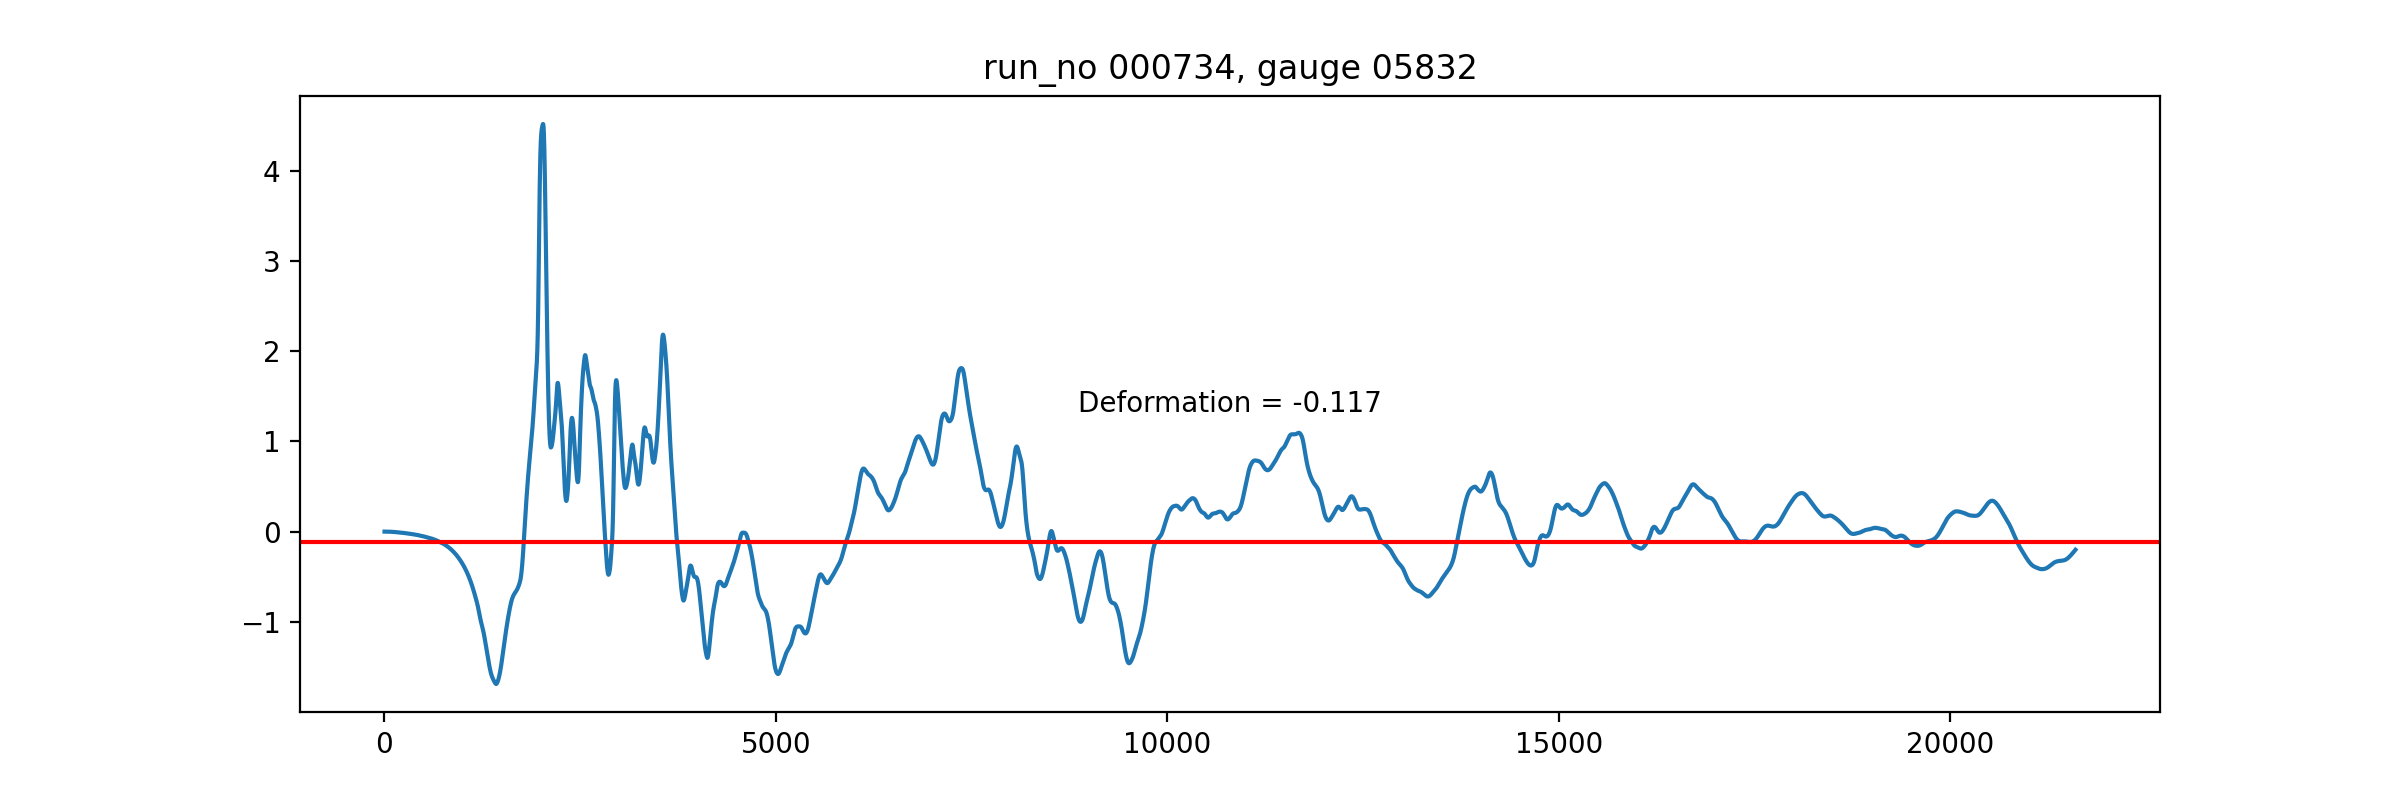 run_no 000734, gauge 05832
4
3
2
1
0
−1
Deformation = -0.117
0 5000 10000 15000 20000